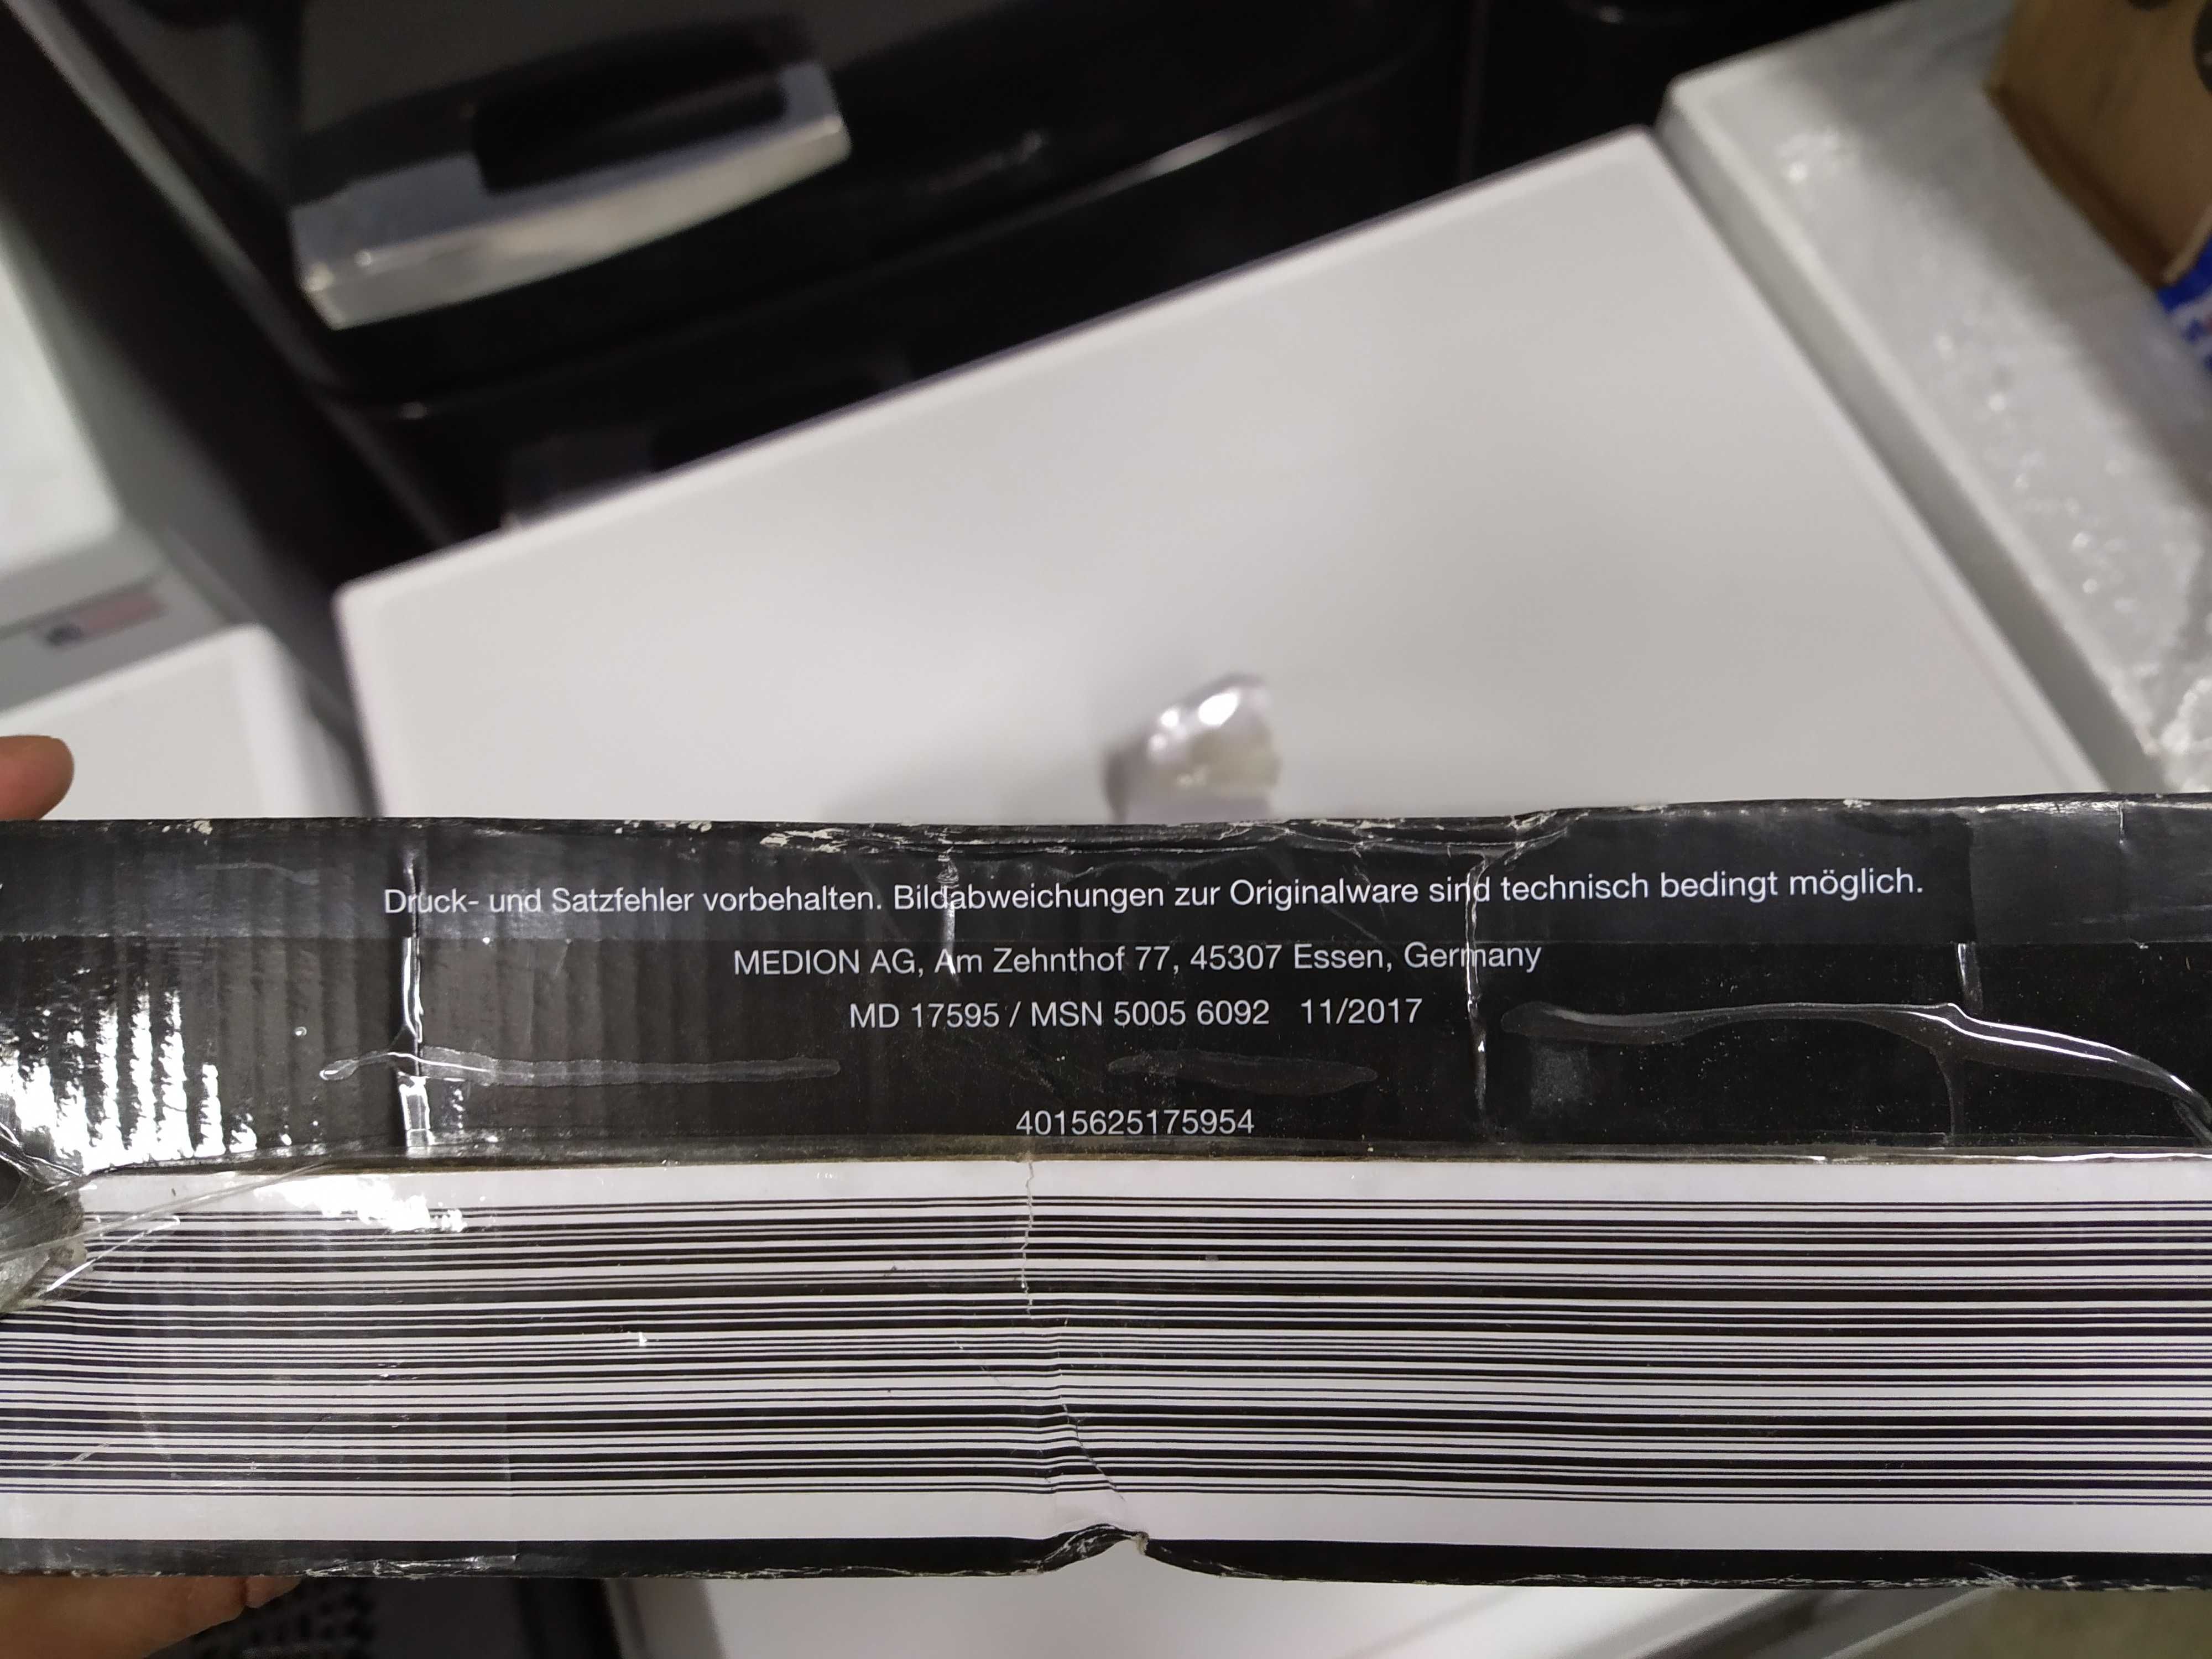 Druck- und Satzfehler vorbehalten. Bildabweichungen zur Originalware sind technisch bedingt möglich.
MEDION AG, Am Zehnthof 77, 45307 Essen, Germany
MD 17595 / MSN 5005 6092 11/2017
4015625175954